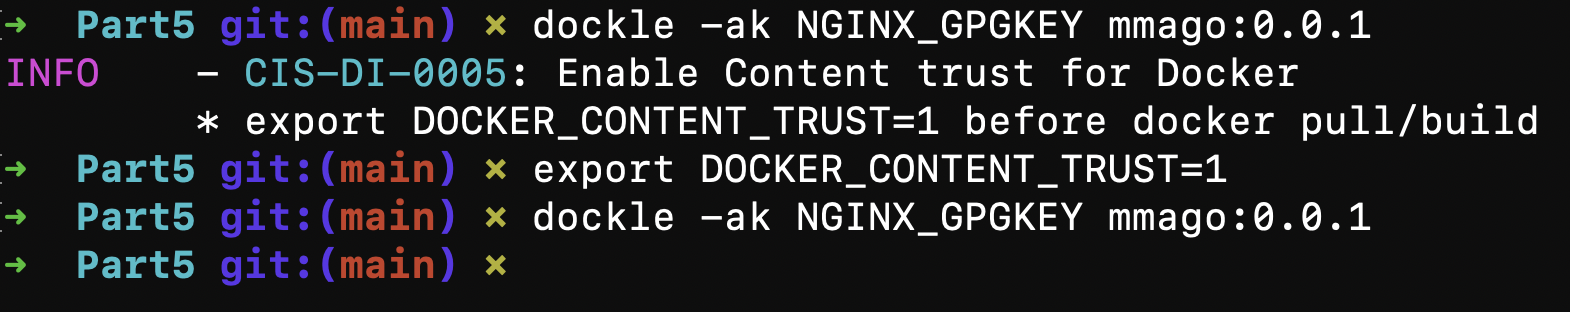 ➜  Part5 git:(main) ✗ dockle -ak NGINX_GPGKEY mmago:0.0.1
INFO    - CIS-DI-0005: Enable Content trust for Docker
        * export DOCKER_CONTENT_TRUST=1 before docker pull/build
➜  Part5 git:(main) ✗ export DOCKER_CONTENT_TRUST=1
➜  Part5 git:(main) ✗ dockle -ak NGINX_GPGKEY mmago:0.0.1
➜  Part5 git:(main) ✗